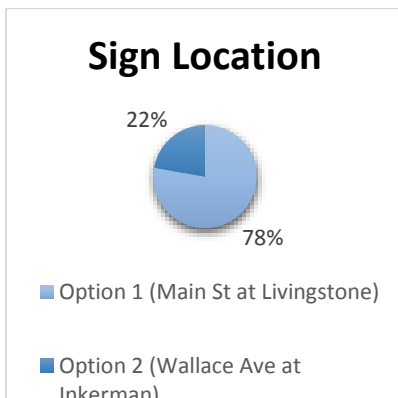 Sign Location
22%
78%
Option 1 (Main St at Livingstone)
Option 2 (Wallace Ave at
Inkerman)